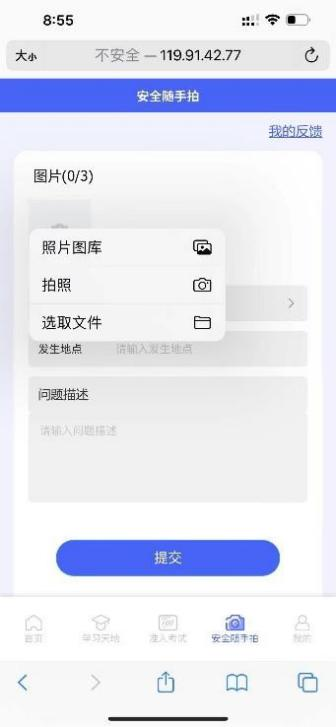 8:55
大小
不安全 — 119.91.42.77
安全随手拍
我的反馈
图片(0/3)
照片图库
拍照
选取文件
发生地点 请输入发生地点
问题描述
请输入问题描述
提交
首页 学习天地 准入考试 安全随手拍 我的